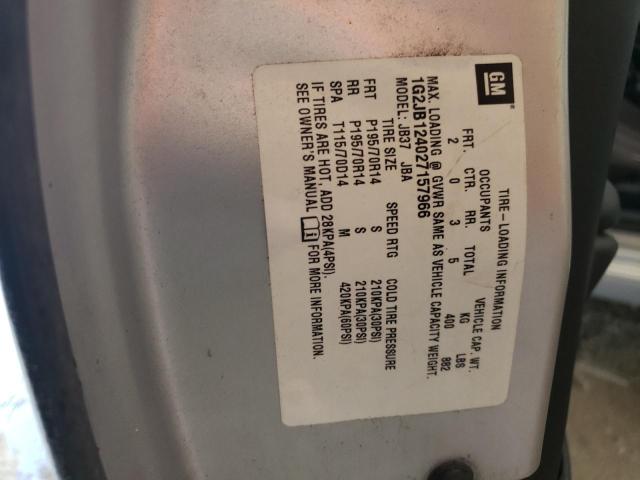 GM
TIRE-LOADING INFORMATION
OCCUPANTS VEHICLE CAP. WT.
FRT. CTR. RR. TOTAL KG LBS
2 0 3 5 400 882
MAX. LOADING @ GVWR SAME AS VEHICLE CAPACITY WEIGHT.
1G2JB124027157966
MODEL: JB37 JBA
TIRE SIZE SPEED RTG COLD TIRE PRESSURE
FRT P195/70R14 S 210KPA(30PSI)
RR P195/70R14 S 210KPA(30PSI)
SPA T115/70D14 M 420KPA(60PSI)
IF TIRES ARE HOT, ADD 28KPA(4PSI).
SEE OWNER'S MANUAL FOR MORE INFORMATION.